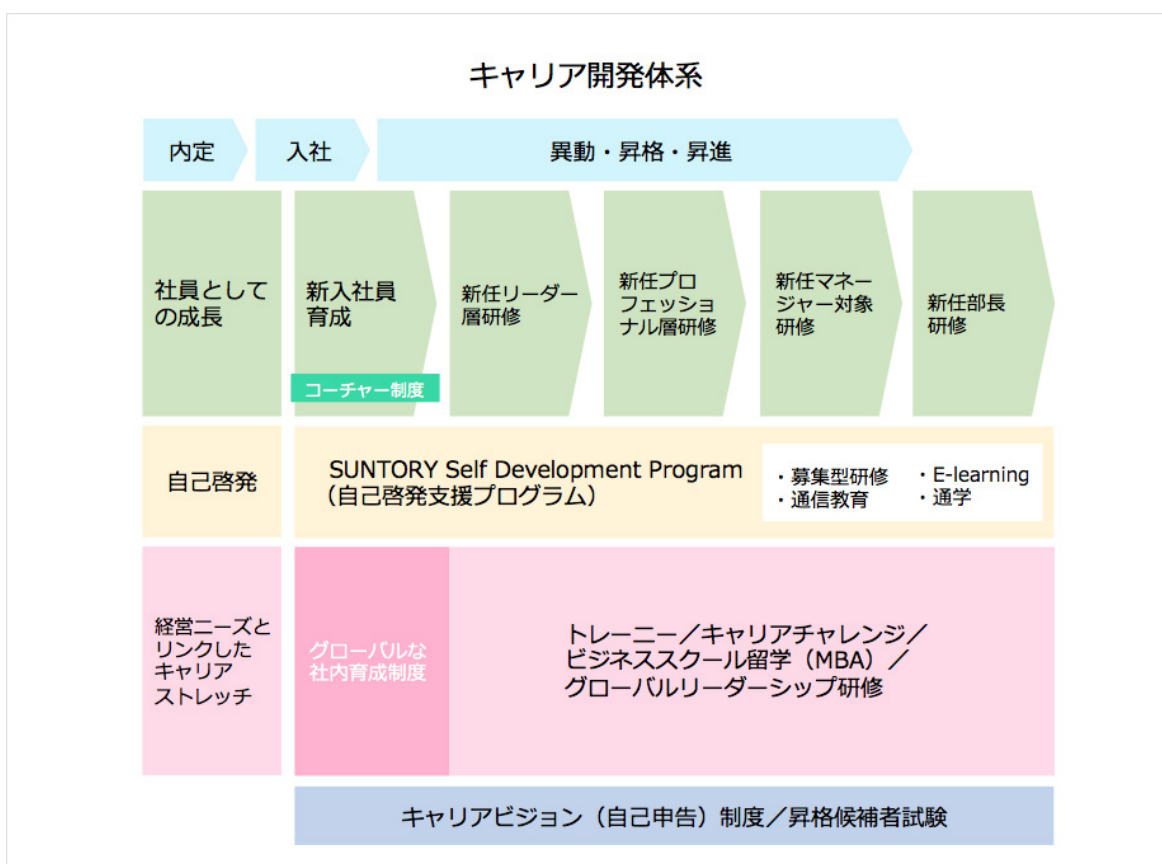 キャリア開発体系
内定
入社
異動・昇格・昇進
社員として
の成長
新入社員
育成
コーチャー制度
新任リーダー
層研修
新任プロ
フェッショ
ナル層研修
新任マネー
ジャー対象
研修
新任部長
研修
自己啓発
SUNTORY Self Development Program
（自己啓発支援プログラム）
・募集型研修
・通信教育
・E-learning
・通学
経営ニーズと
リンクした
キャリア
ストレッチ
グローバルな
社内育成制度
トレーニー／キャリアチャレンジ／
ビジネススクール留学（MBA）／
グローバルリーダーシップ研修
キャリアビジョン（自己申告）制度／昇格候補者試験